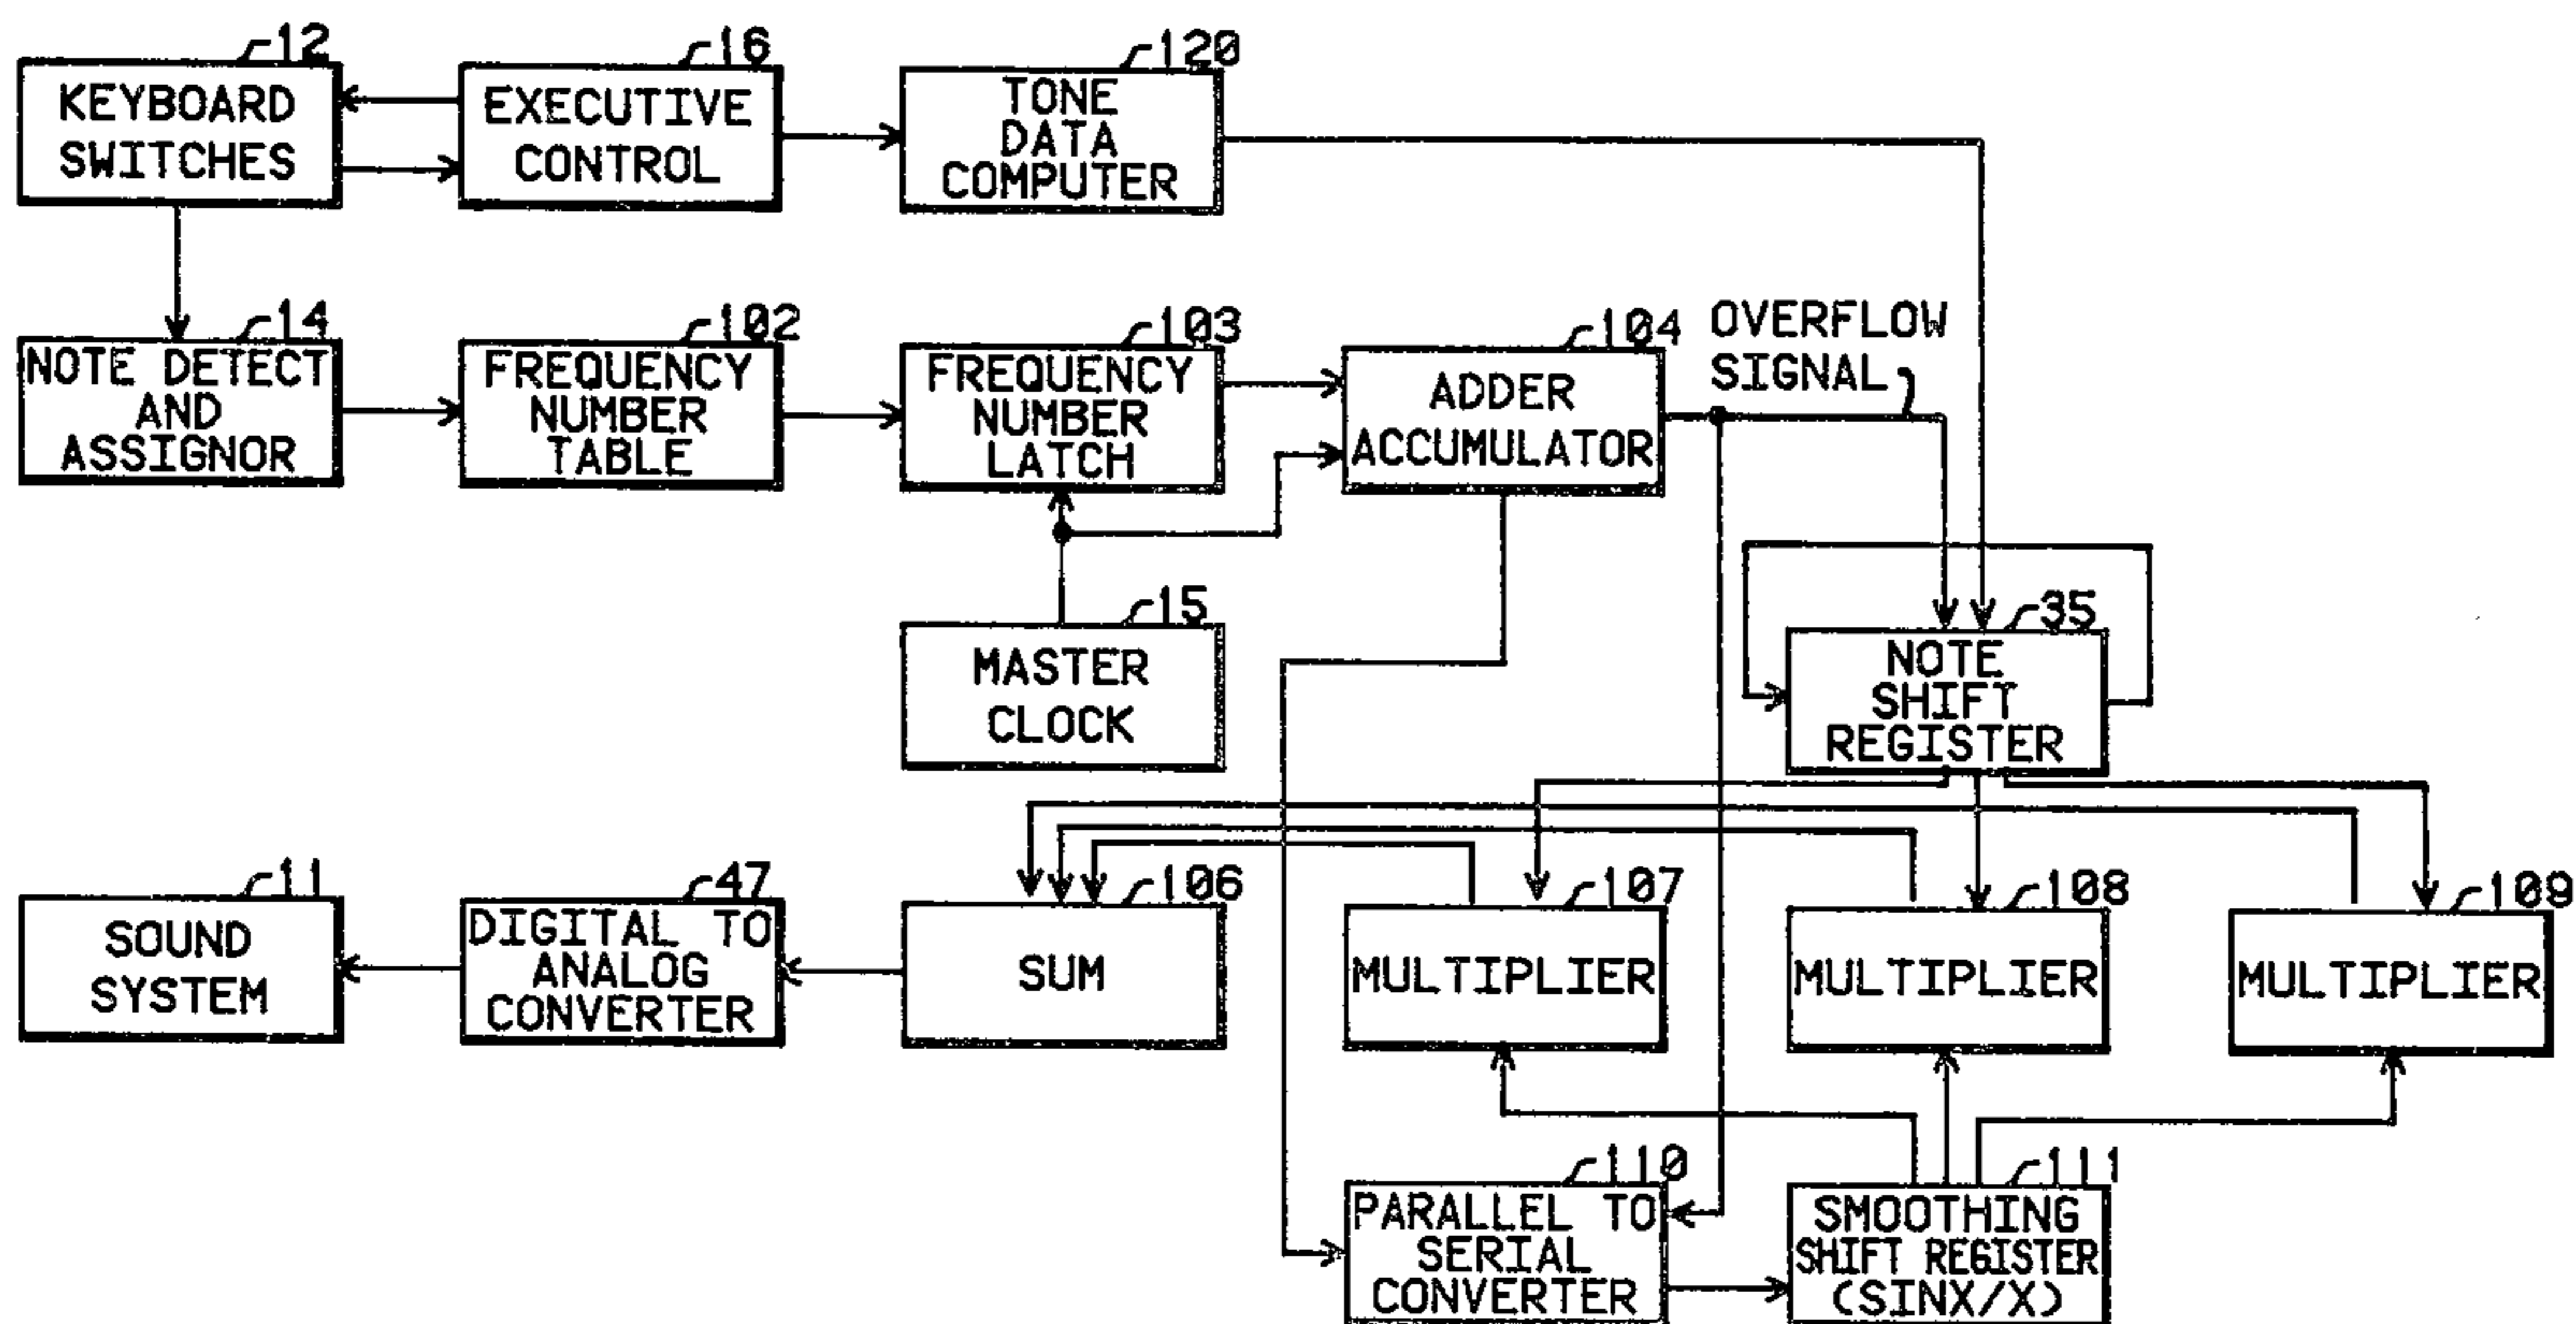 12
KEYBOARD
SWITCHES
16
EXECUTIVE
CONTROL
120
TONE
DATA
COMPUTER
14
NOTE DETECT
AND
ASSIGNOR
102
FREQUENCY
NUMBER
TABLE
103
FREQUENCY
NUMBER
LATCH
104
ADDER
ACCUMULATOR
OVERFLOW
SIGNAL
15
MASTER
CLOCK
35
NOTE
SHIFT
REGISTER
11
SOUND
SYSTEM
47
DIGITAL TO
ANALOG
CONVERTER
106
SUM
107
MULTIPLIER
108
MULTIPLIER
109
MULTIPLIER
110
PARALLEL TO
SERIAL
CONVERTER
111
SMOOTHING
SHIFT REGISTER
(SINX/X)